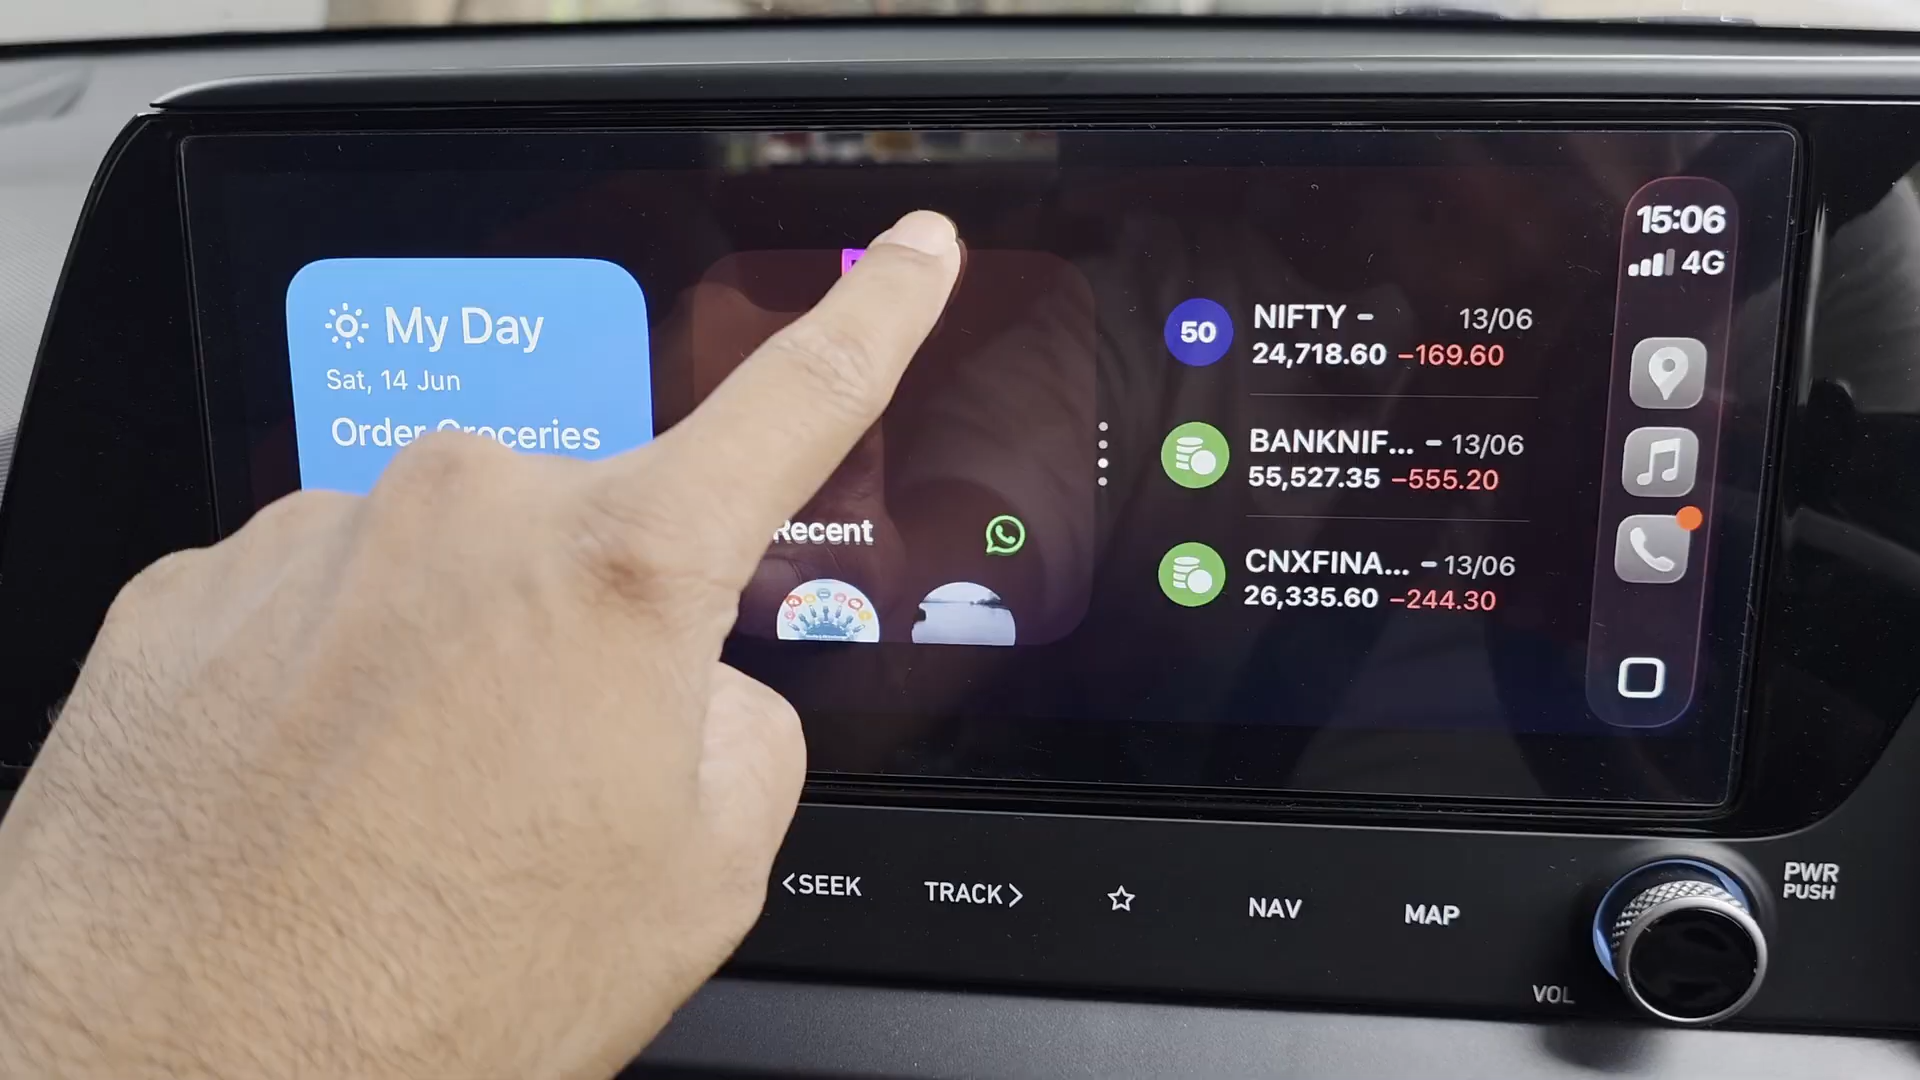 My Day
Sat, 14 Jun
Order Groceries
Recent
50
NIFTY - 13/06
24,718.60 -169.60
BANKNIF... - 13/06
55,527.35 -555.20
CNXFINA... - 13/06
26,335.60 -244.30
15:06
4G
<SEEK
TRACK>
NAV
MAP
PWR
PUSH
VOL